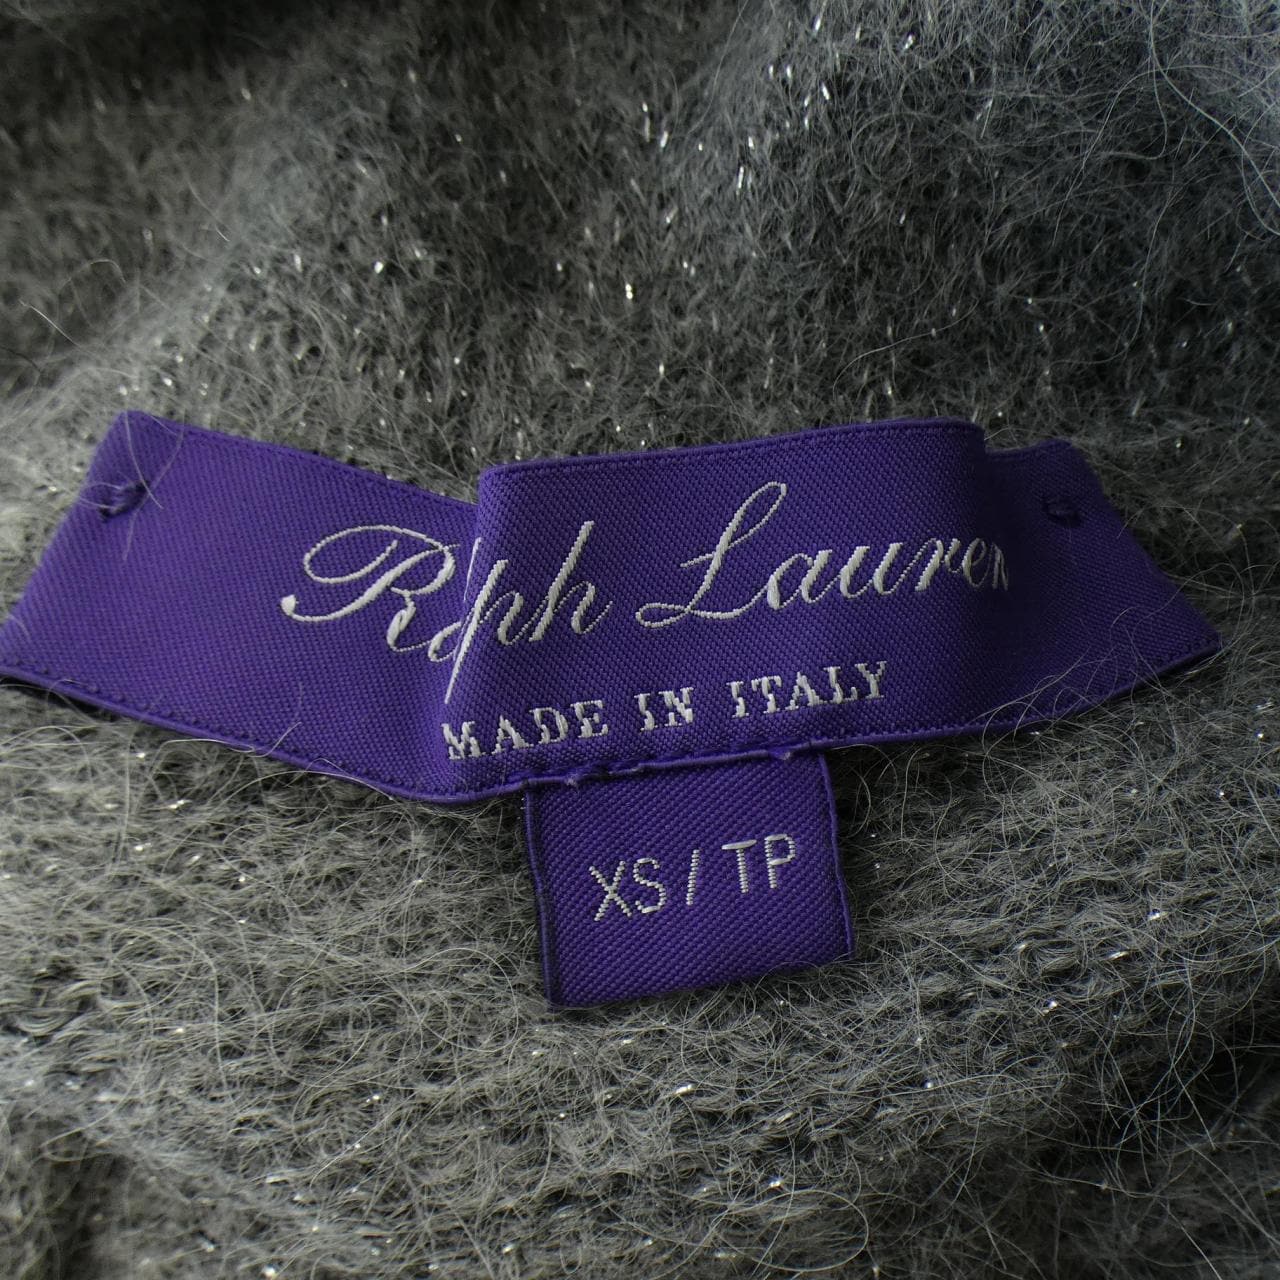 Ralph Lauren
MADE IN ITALY
XS / TP